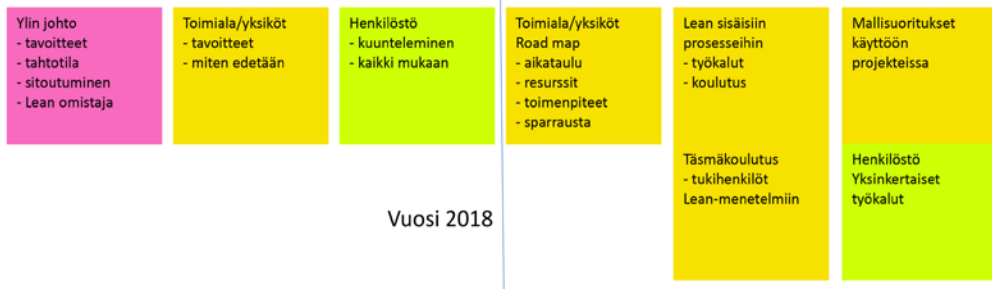 Ylin johto
- tavoitteet
- tahtotila
- sitoutuminen
- Lean omistaja
Toimiala/yksiköt
- tavoitteet
- miten edetään
Henkilöstö
- kuunteleminen
- kaikki mukaan
Toimiala/yksiköt
Road map
- aikataulu
- resurssit
- toimenpiteet
- sparrausta
Lean sisäisiin
prosesseihin
- työkalut
- koulutus
Mallisuoritukset
käyttöön
projekteissa
Täsmäkoulutus
- tukihenkilöt
Lean-menetelmiin
Henkilöstö
Yksinkertaiset
työkalut
Vuosi 2018